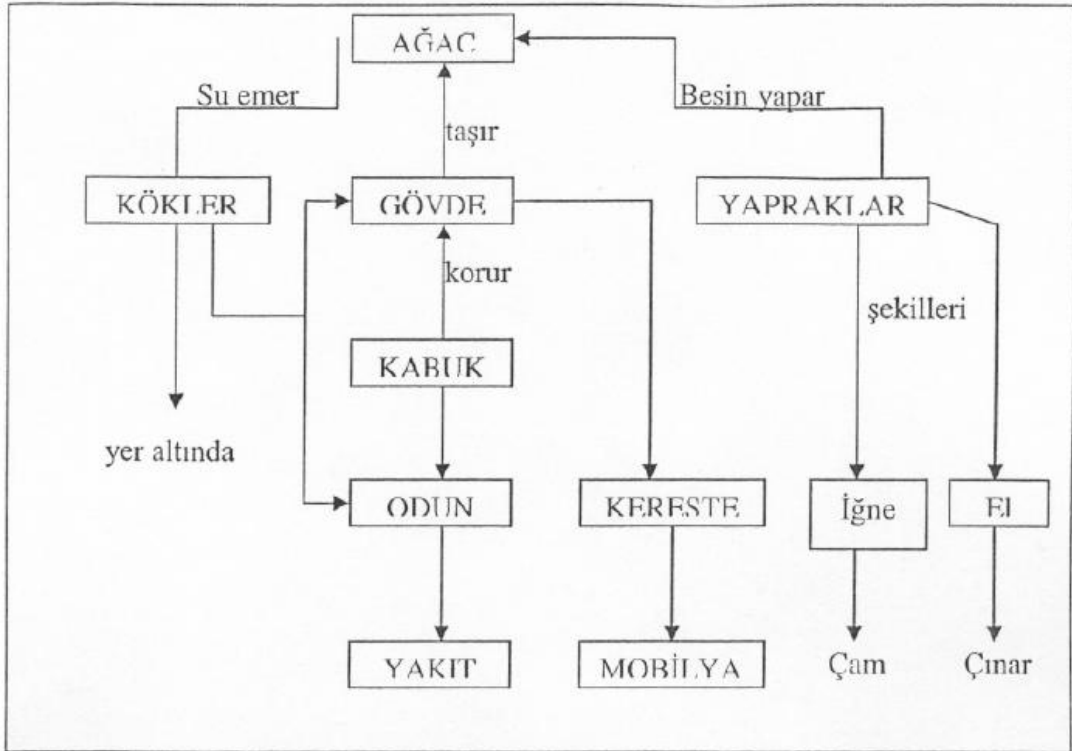 AĞAC
Su emer
Besin yapar
taşır
KÖKLER
GÖVDE
YAPRAKLAR
korur
şekilleri
KABUK
yer altında
ODUN
KERESTE
İğne
El
YAKIT
MOBİLYA
Çam
Çınar